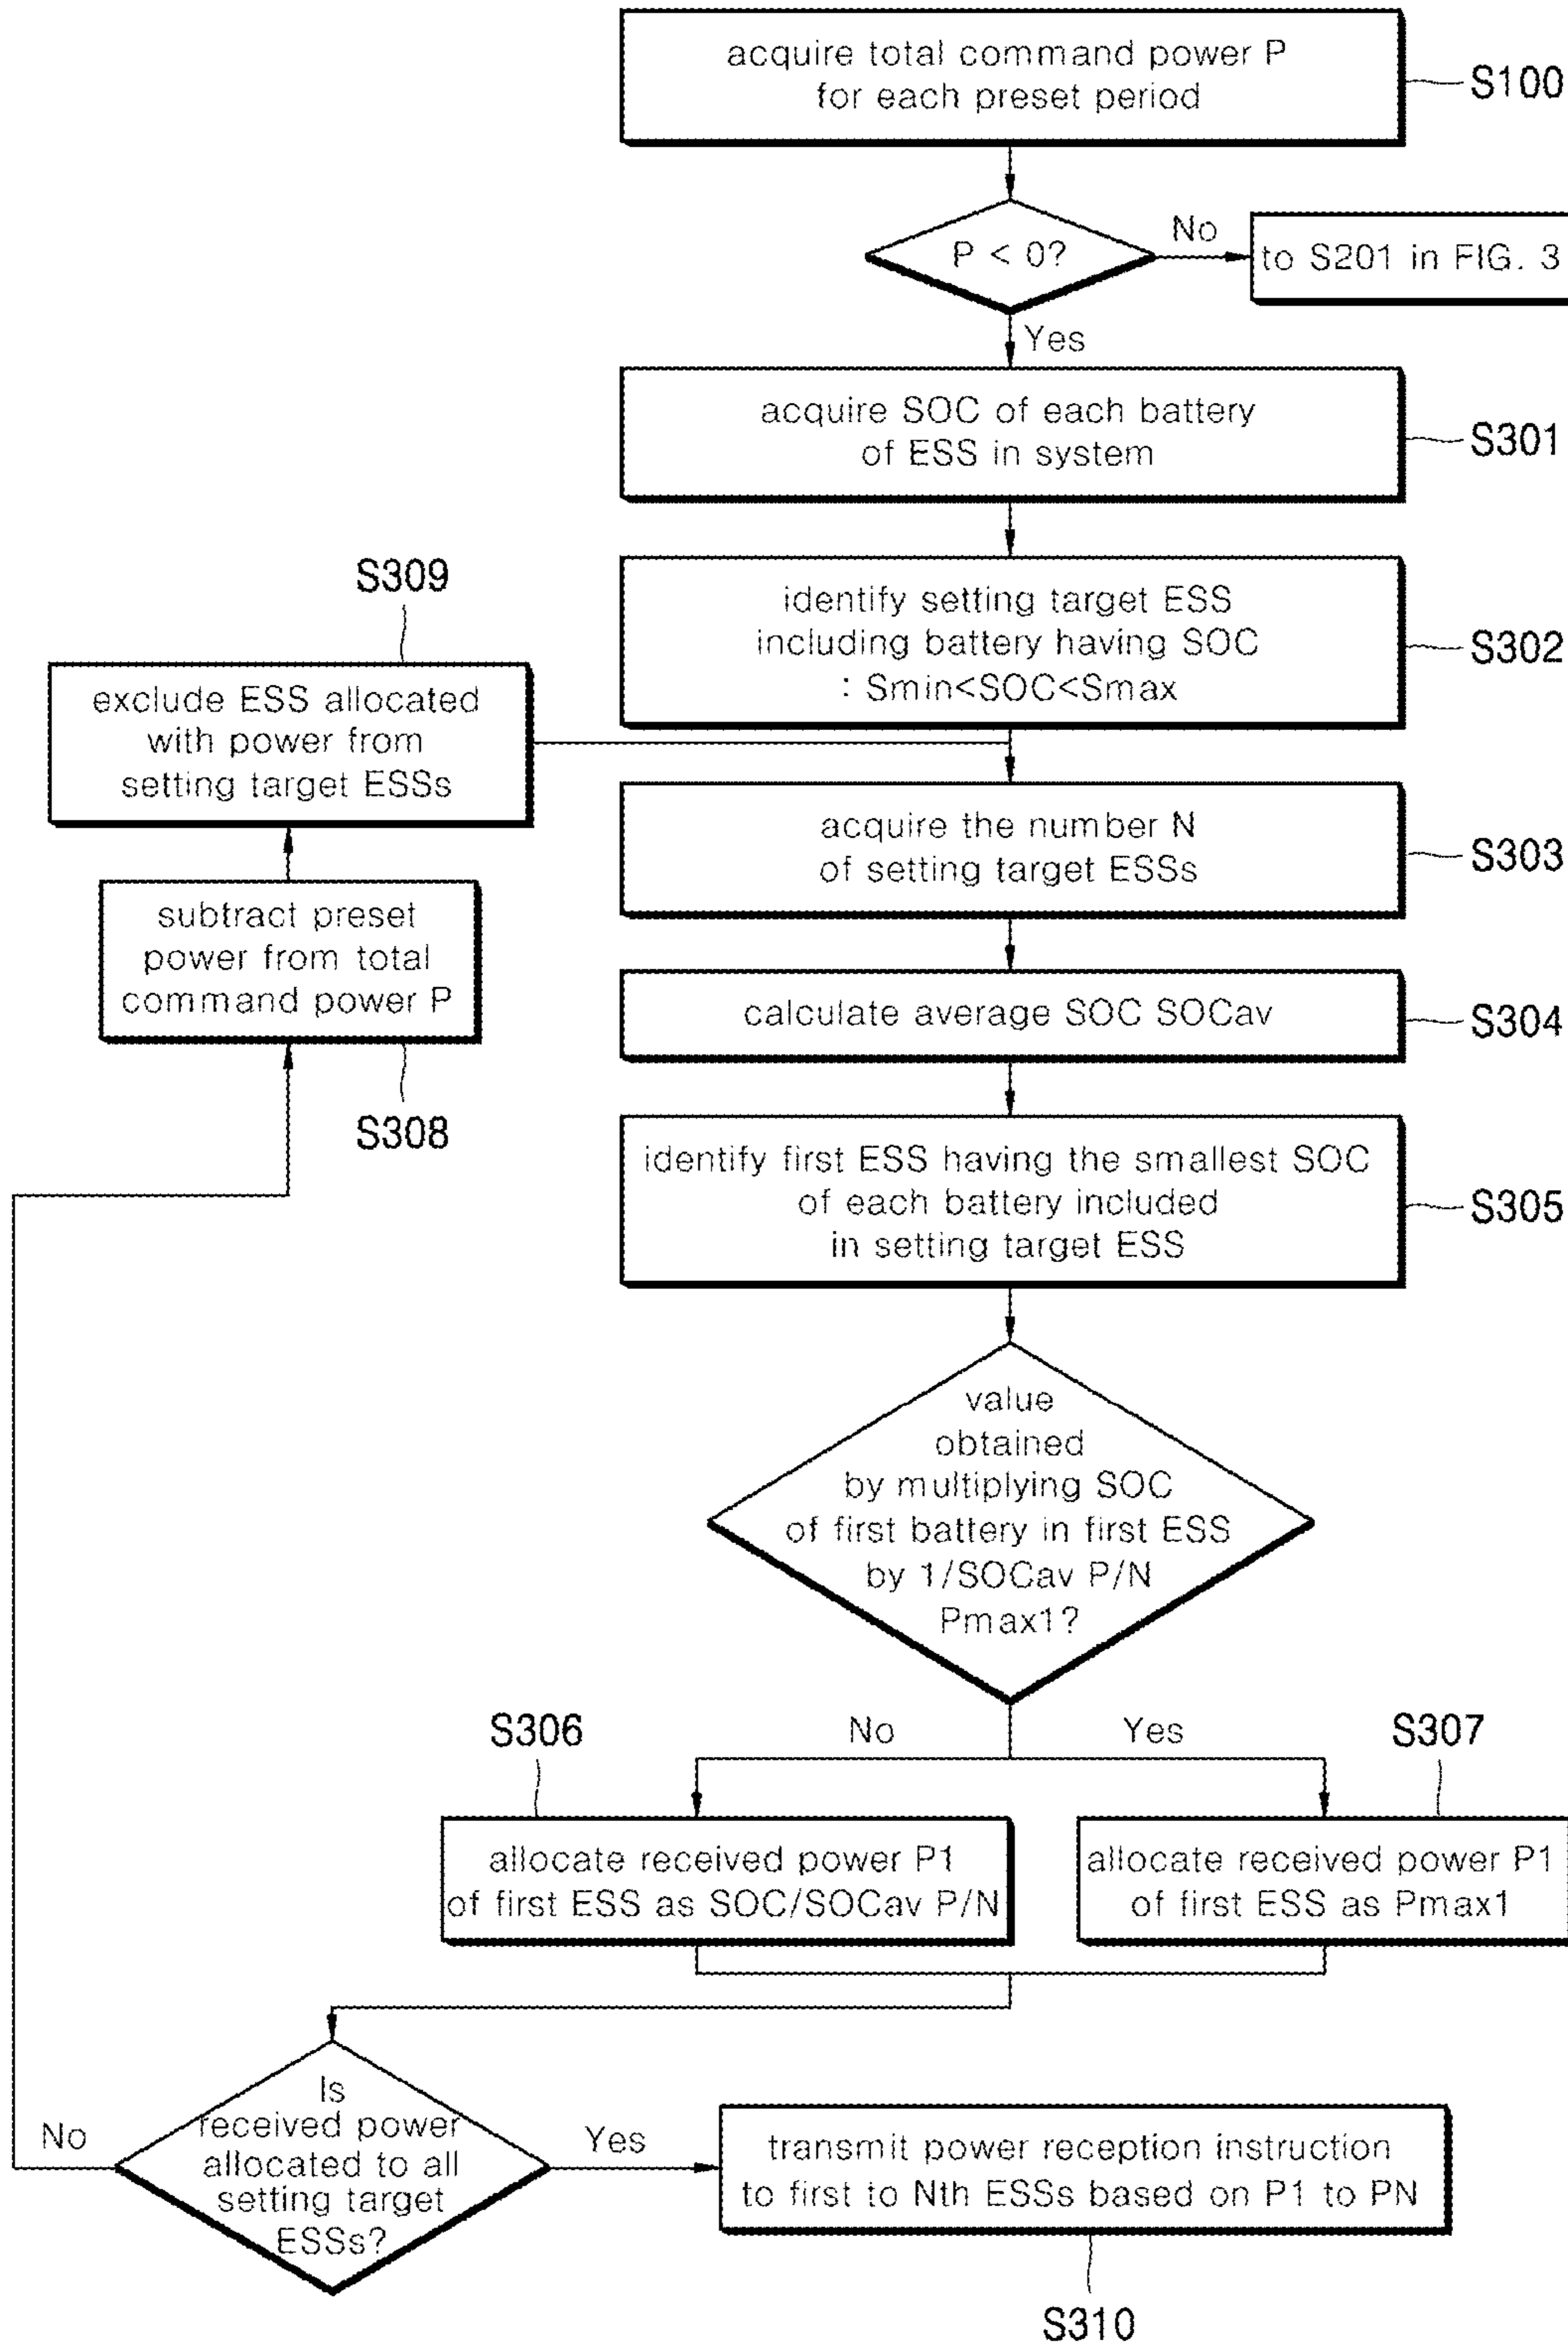 acquire total command power P
for each preset period
S100
P < 0?
No
to S201 in FIG. 3
Yes
acquire SOC of each battery
of ESS in system
S301
identify setting target ESS
including battery having SOC
: Smin<SOC<Smax
S302
S309
exclude ESS allocated
with power from
setting target ESSs
acquire the number N
of setting target ESSs
S303
subtract preset
power from total
command power P
S308
calculate average SOC SOCav
S304
identify first ESS having the smallest SOC
of each battery included
in setting target ESS
S305
value
obtained
by multiplying SOC
of first battery in first ESS
by 1/SOCav P/N
Pmax1?
No
Yes
S306
S307
allocate received power P1
of first ESS as SOC/SOCav P/N
allocate received power P1
of first ESS as Pmax1
Is
received power
allocated to all
setting target
ESSs?
No
Yes
transmit power reception instruction
to first to Nth ESSs based on P1 to PN
S310